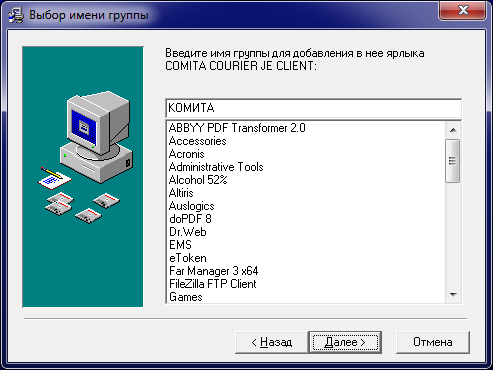 Выбор имени группы
Введите имя группы для добавления в нее ярлыка
COMITA COURIER JE CLIENT:
КОМИТА
ABBYY PDF Transformer 2.0
Accessories
Acronis
Administrative Tools
Alcohol 52%
Altiris
Auslogics
doPDF 8
Dr.Web
EMS
eToken
Far Manager 3 x64
FileZilla FTP Client
Games
< Назад
Далее >
Отмена